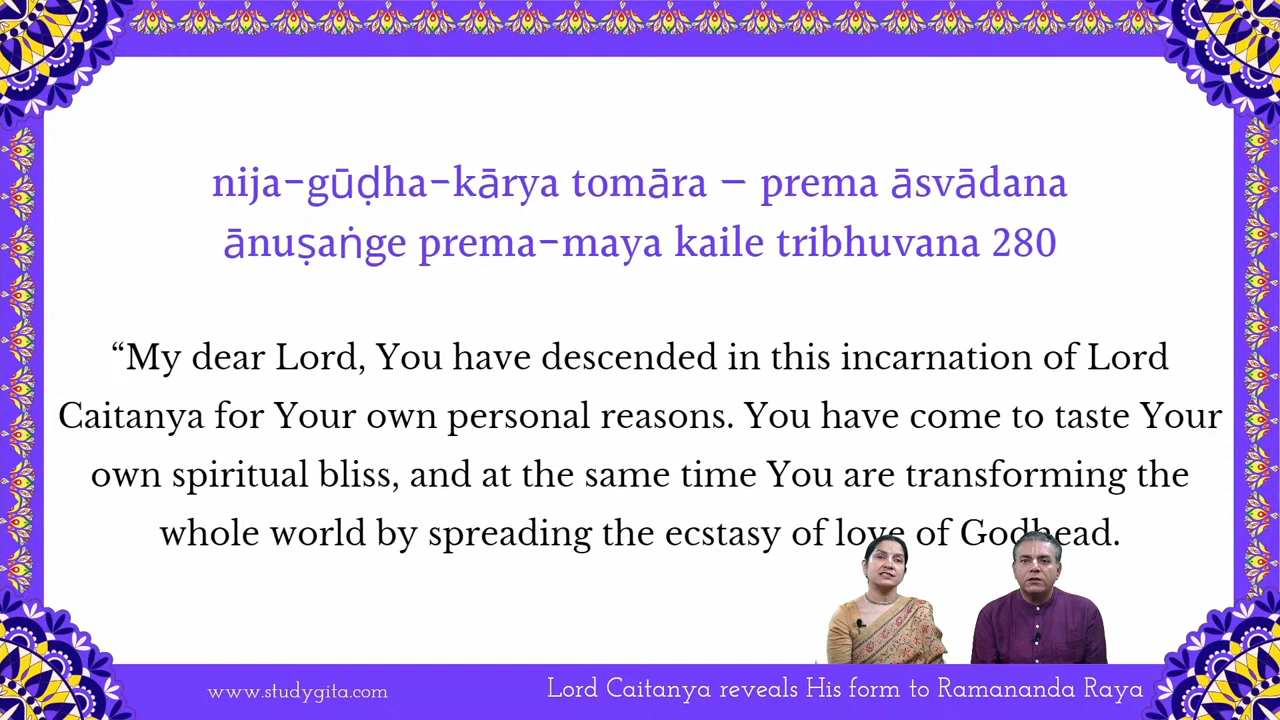 nija-gūḍha-kārya tomāra – prema āsvādana
ānuṣaṅge prema-maya kaile tribhuvana 280
“My dear Lord, You have descended in this incarnation of Lord
Caitanya for Your own personal reasons. You have come to taste Your
own spiritual bliss, and at the same time You are transforming the
whole world by spreading the ecstasy of love of Godhead.
www.studygita.com
Lord Caitanya reveals His form to Ramananda Raya